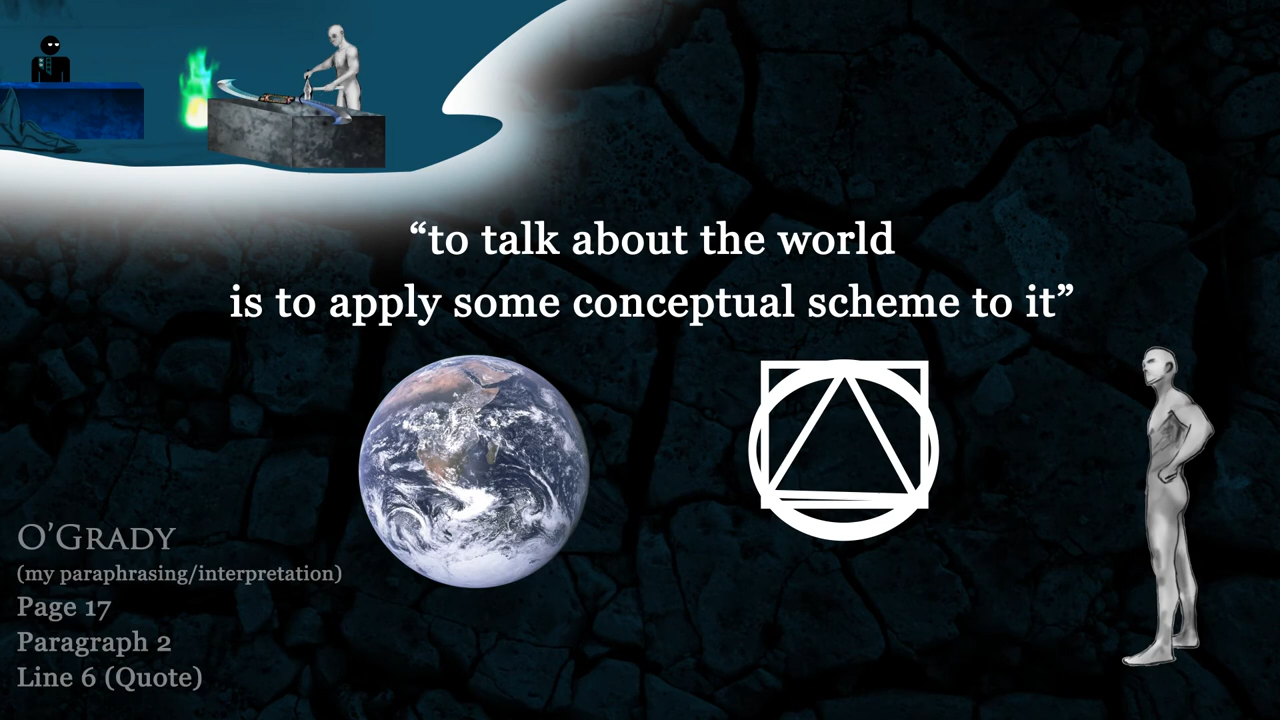 “to talk about the world
is to apply some conceptual scheme to it”
O’Grady
(my paraphrasing/interpretation)
Page 17
Paragraph 2
Line 6 (Quote)